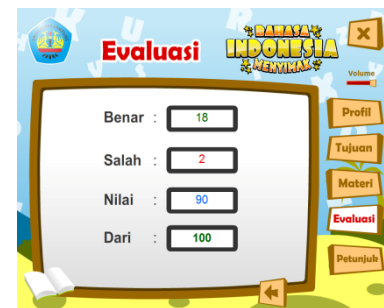 Evaluasi
BAHASA
INDONESIA
MENYIMAK
Volume
Benar : 18
Salah : 2
Nilai : 90
Dari : 100
Profil
Tujuan
Materi
Evaluasi
Petunjuk